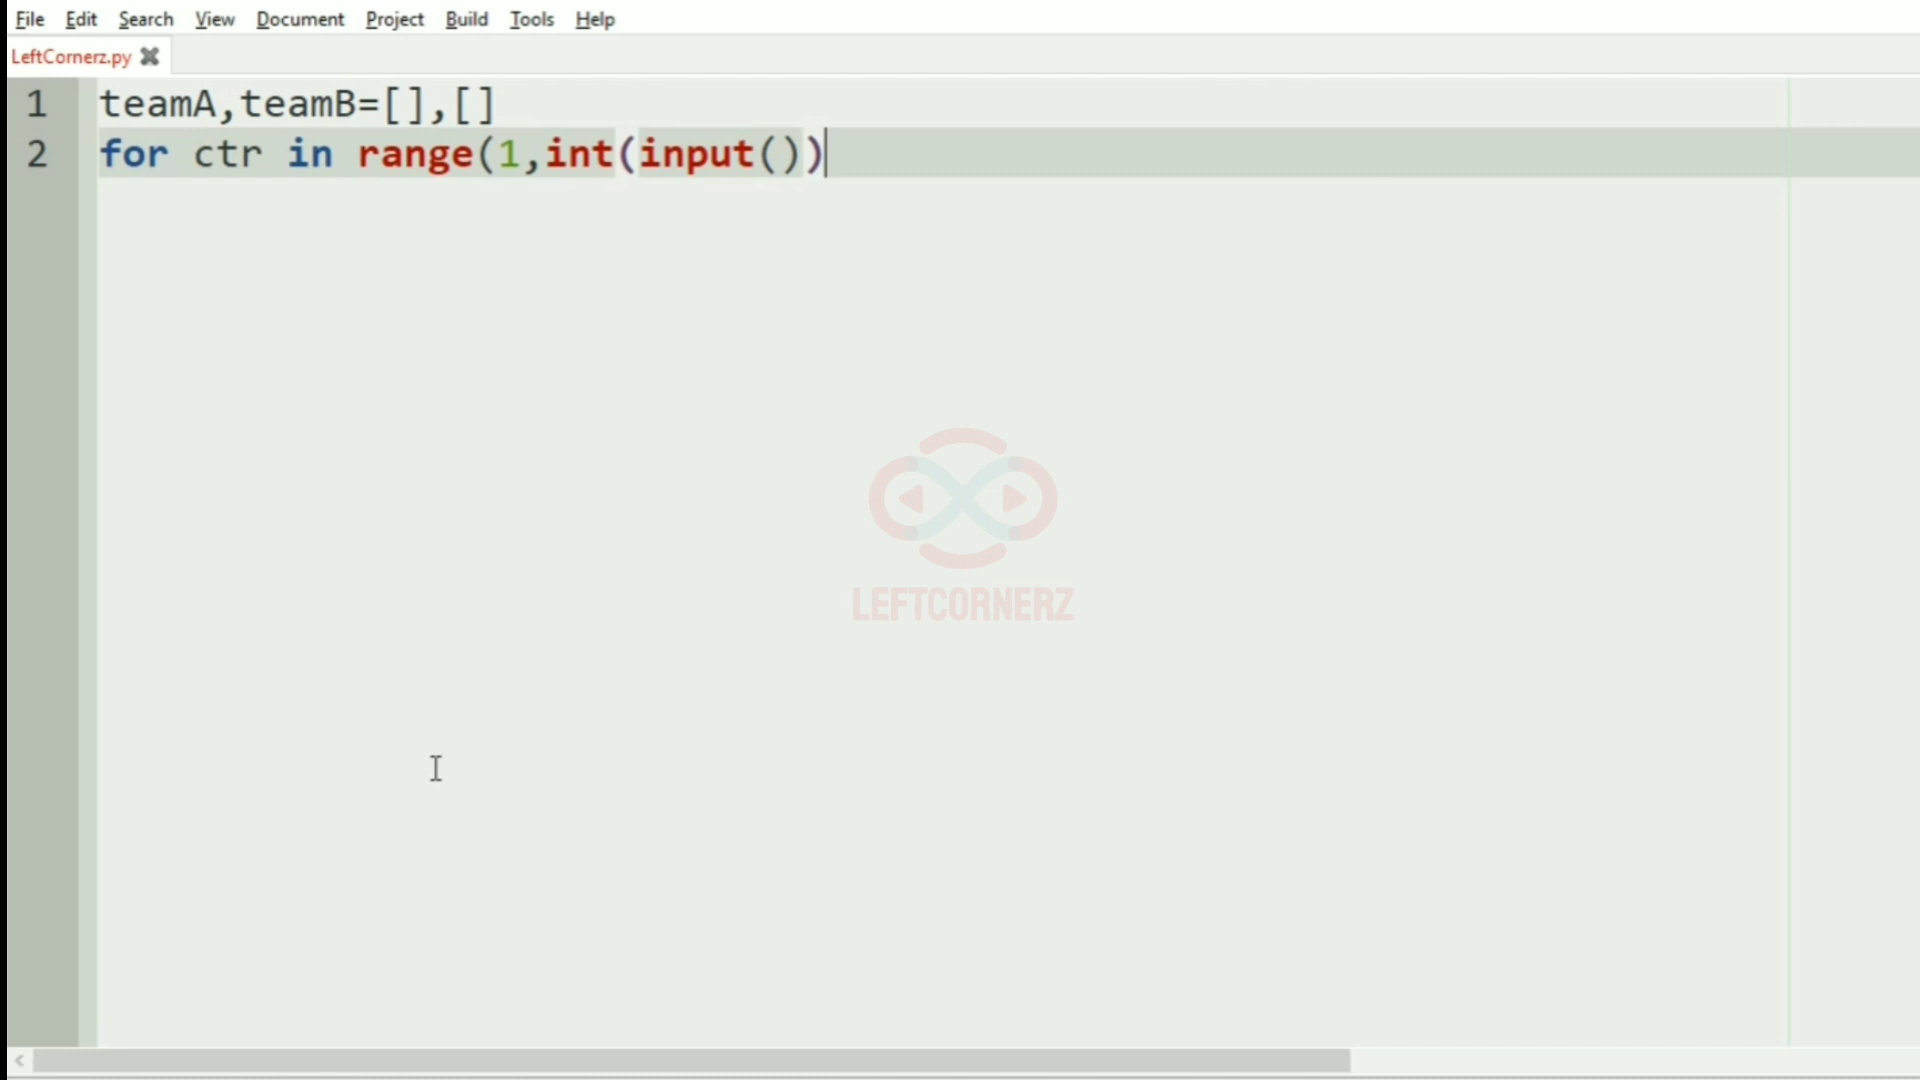 File Edit Search View Document Project Build Tools Help
LeftCornerz.py
1 teamA,teamB=[],[]
2 for ctr in range(1,int(input())
LEFTCORNERZ